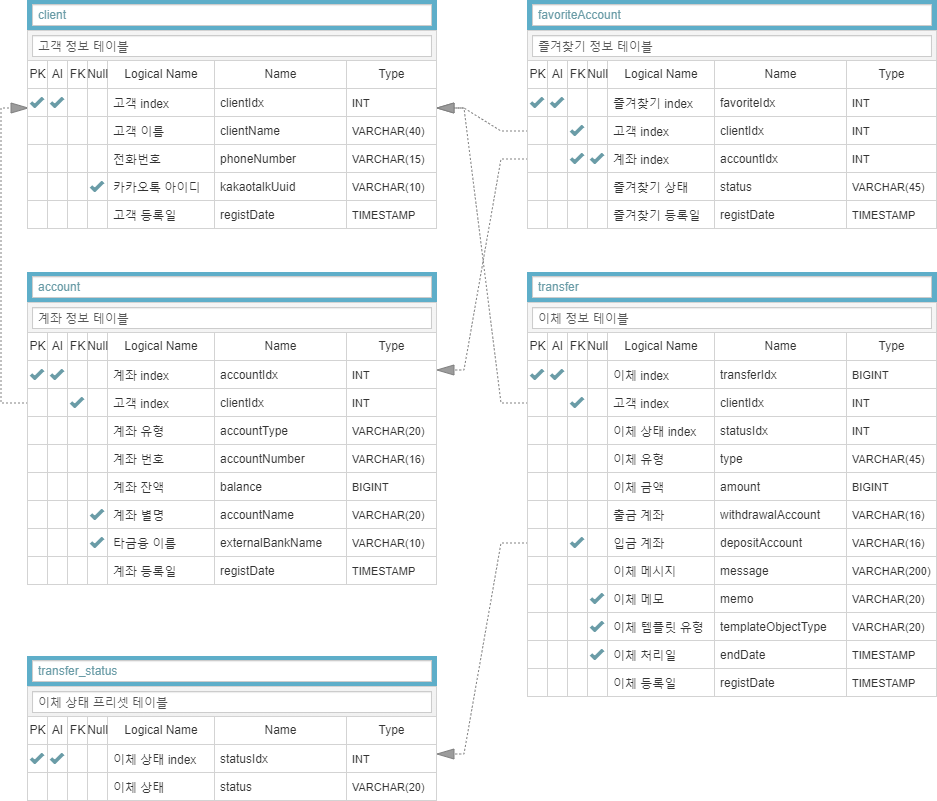 client
고객 정보 테이블
PK AI FK Null Logical Name Name Type
고객 index clientIdx INT
고객 이름 clientName VARCHAR(40)
전화번호 phoneNumber VARCHAR(15)
카카오톡 아이디 kakaotalkUuid VARCHAR(10)
고객 등록일 registDate TIMESTAMP
favoriteAccount
즐겨찾기 정보 테이블
PK AI FK Null Logical Name Name Type
즐겨찾기 index favoriteIdx INT
고객 index clientIdx INT
계좌 index accountIdx INT
즐겨찾기 상태 status VARCHAR(45)
즐겨찾기 등록일 registDate TIMESTAMP
account
계좌 정보 테이블
PK AI FK Null Logical Name Name Type
계좌 index accountIdx INT
고객 index clientIdx INT
계좌 유형 accountType VARCHAR(20)
계좌 번호 accountNumber VARCHAR(16)
계좌 잔액 balance BIGINT
계좌 별명 accountName VARCHAR(20)
타금융 이름 externalBankName VARCHAR(10)
계좌 등록일 registDate TIMESTAMP
transfer
이체 정보 테이블
PK AI FK Null Logical Name Name Type
이체 index transferIdx BIGINT
고객 index clientIdx INT
이체 상태 index statusIdx INT
이체 유형 type VARCHAR(45)
이체 금액 amount BIGINT
출금 계좌 withdrawalAccount VARCHAR(16)
입금 계좌 depositAccount VARCHAR(16)
이체 메시지 message VARCHAR(200)
이체 메모 memo VARCHAR(20)
이체 템플릿 유형 templateObjectType VARCHAR(20)
이체 처리일 endDate TIMESTAMP
이체 등록일 registDate TIMESTAMP
transfer_status
이체 상태 프리셋 테이블
PK AI FK Null Logical Name Name Type
이체 상태 index statusIdx INT
이체 상태 status VARCHAR(20)